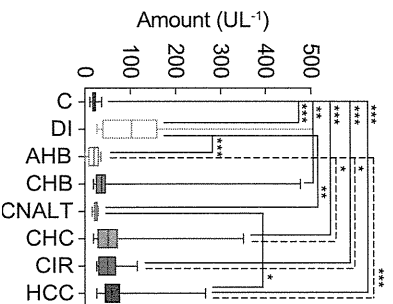 Amount (UL⁻¹)
0 100 200 300 400 500
C
DI
AHB
CHB
CNALT
CHC
CIR
HCC
*** ** *** *** ***
*** * *
**
* ***